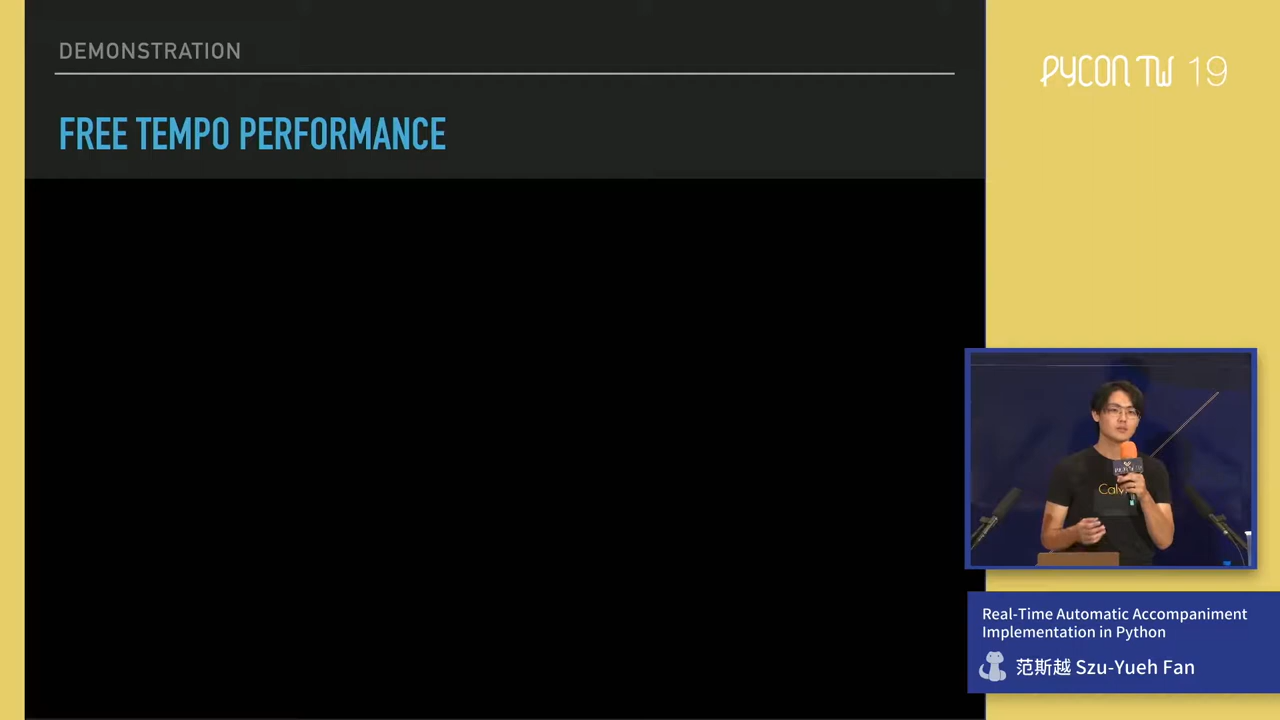 DEMONSTRATION
FREE TEMPO PERFORMANCE
PYCON TW 19
Real-Time Automatic Accompaniment
Implementation in Python
范斯越 Szu-Yueh Fan